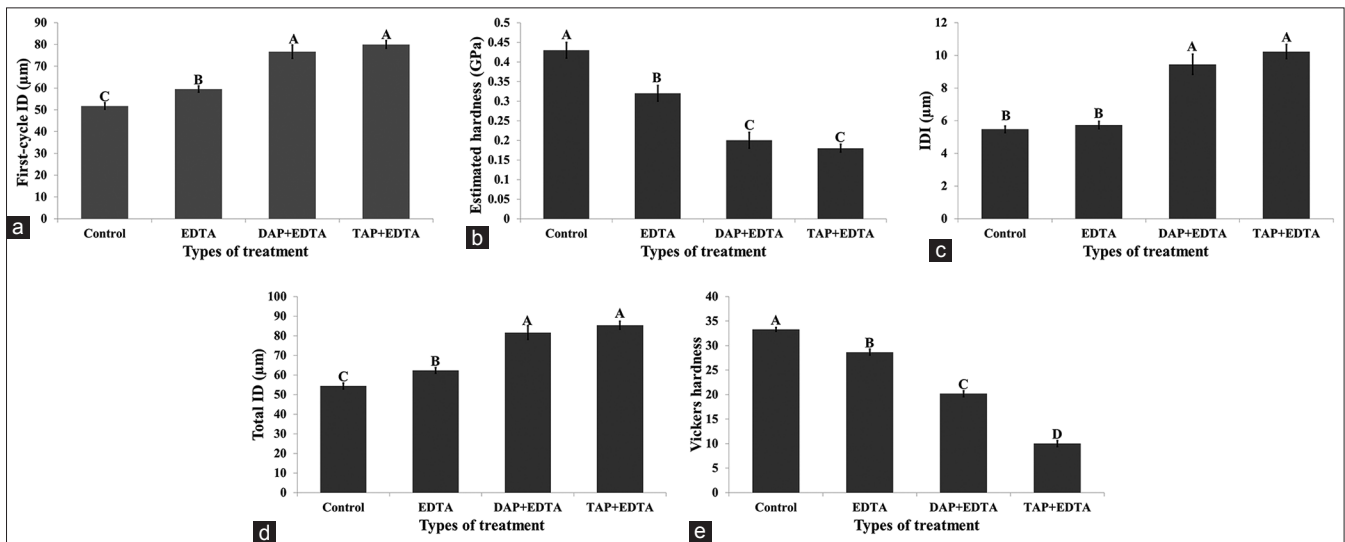 First-cycle ID (µm)
90
80
70
60
50
40
30
20
10
0
C
B
A
A
Control EDTA DAP+EDTA TAP+EDTA
Types of treatment
a
Estimated hardness (GPa)
0.5
0.45
0.4
0.35
0.3
0.25
0.2
0.15
0.1
0.05
0
A
B
C
C
Control EDTA DAP+EDTA TAP+EDTA
Types of treatment
b
IDI (µm)
12
10
8
6
4
2
0
B
B
A
A
Control EDTA DAP+EDTA TAP+EDTA
Types of treatment
c
Total ID (µm)
100
90
80
70
60
50
40
30
20
10
0
C
B
A
A
Control EDTA DAP+EDTA TAP+EDTA
Types of treatment
d
Vickers hardness
40
35
30
25
20
15
10
5
0
A
B
C
D
Control EDTA DAP+EDTA TAP+EDTA
Types of treatment
e